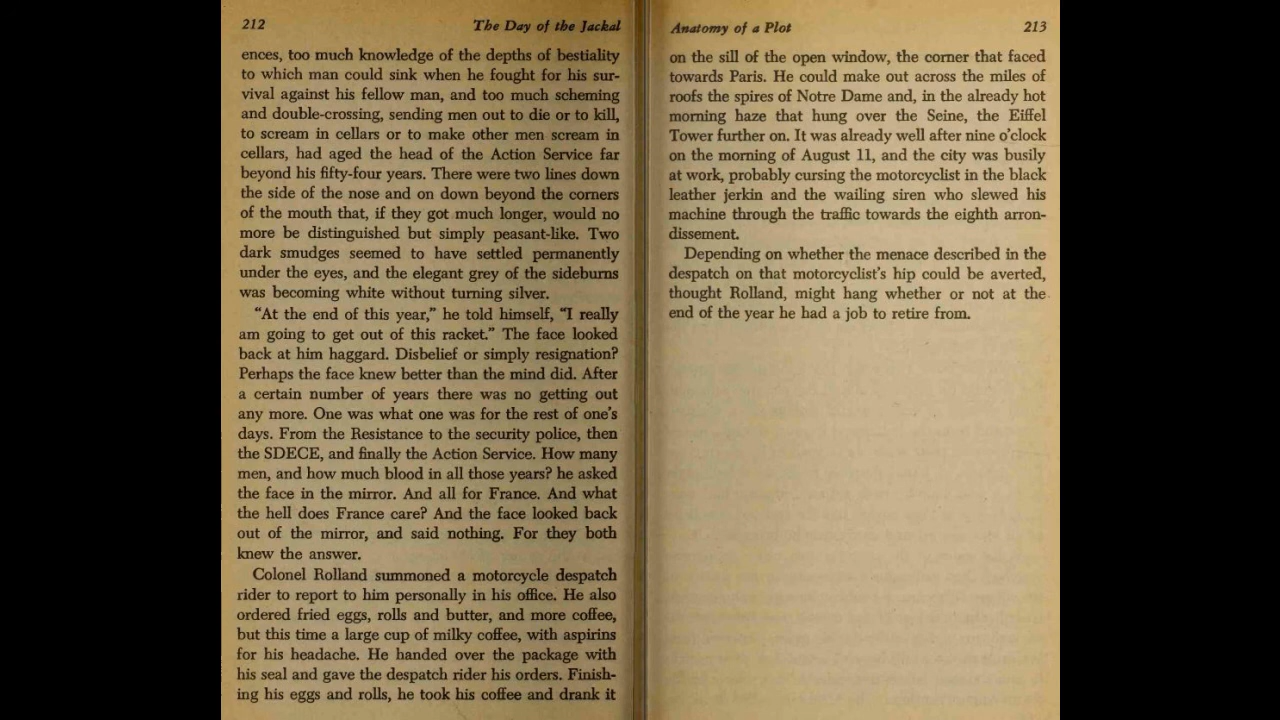 212
The Day of the Jackal
ences, too much knowledge of the depths of bestiality
to which man could sink when he fought for his sur-
vival against his fellow man, and too much scheming
and double-crossing, sending men out to die or to kill,
to scream in cellars or to make other men scream in
cellars, had aged the head of the Action Service far
beyond his fifty-four years. There were two lines down
the side of the nose and on down beyond the corners
of the mouth that, if they got much longer, would no
more be distinguished but simply peasant-like. Two
dark smudges seemed to have settled permanently
under the eyes, and the elegant grey of the sideburns
was becoming white without turning silver.
“At the end of this year,” he told himself, “I really
am going to get out of this racket.” The face looked
back at him haggard. Disbelief or simply resignation?
Perhaps the face knew better than the mind did. After
a certain number of years there was no getting out
any more. One was what one was for the rest of one’s
days. From the Resistance to the security police, then
the SDECE, and finally the Action Service. How many
men, and how much blood in all those years? he asked
the face in the mirror. And all for France. And what
the hell does France care? And the face looked back
out of the mirror, and said nothing. For they both
knew the answer.
Colonel Rolland summoned a motorcycle despatch
rider to report to him personally in his office. He also
ordered fried eggs, rolls and butter, and more coffee,
but this time a large cup of milky coffee, with aspirins
for his headache. He handed over the package with
his seal and gave the despatch rider his orders. Finish-
ing his eggs and rolls, he took his coffee and drank it
Anatomy of a Plot
213
on the sill of the open window, the corner that faced
towards Paris. He could make out across the miles of
roofs the spires of Notre Dame and, in the already hot
morning haze that hung over the Seine, the Eiffel
Tower further on. It was already well after nine o’clock
on the morning of August 11, and the city was busily
at work, probably cursing the motorcyclist in the black
leather jerkin and the wailing siren who slewed his
machine through the traffic towards the eighth arron-
dissement.
Depending on whether the menace described in the
despatch on that motorcyclist’s hip could be averted,
thought Rolland, might hang whether or not at the
end of the year he had a job to retire from.